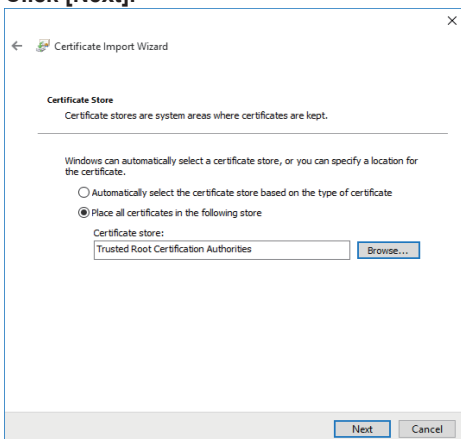 Click [Next].
Certificate Import Wizard
Certificate Store
Certificate stores are system areas where certificates are kept.
Windows can automatically select a certificate store, or you can specify a location for
the certificate.
Automatically select the certificate store based on the type of certificate
Place all certificates in the following store
Certificate store:
Trusted Root Certification Authorities
Browse...
Next
Cancel